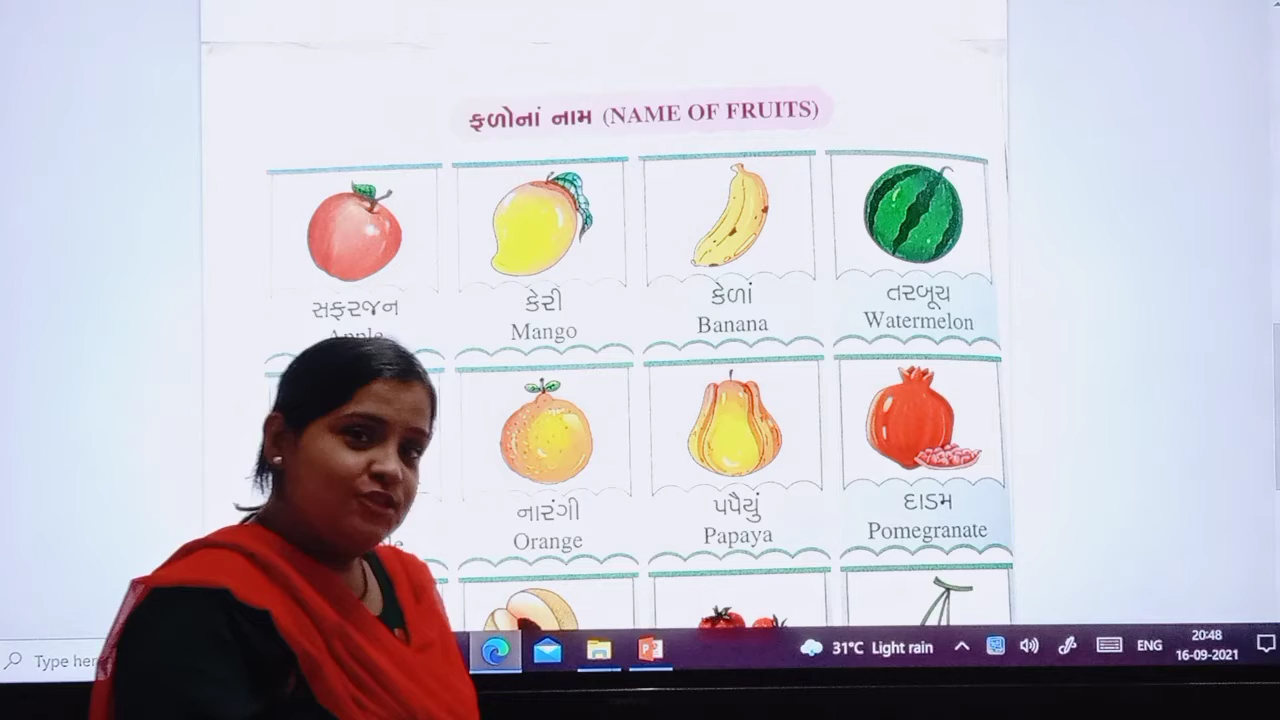 ફળોનાં નામ (NAME OF FRUITS)
સફરજન
Apple
કેરી
Mango
કેળાં
Banana
તરબૂચ
Watermelon
નારંગી
Orange
પપૈયું
Papaya
દાડમ
Pomegranate
Type her
31°C Light rain
ENG
20:48
16-09-2021